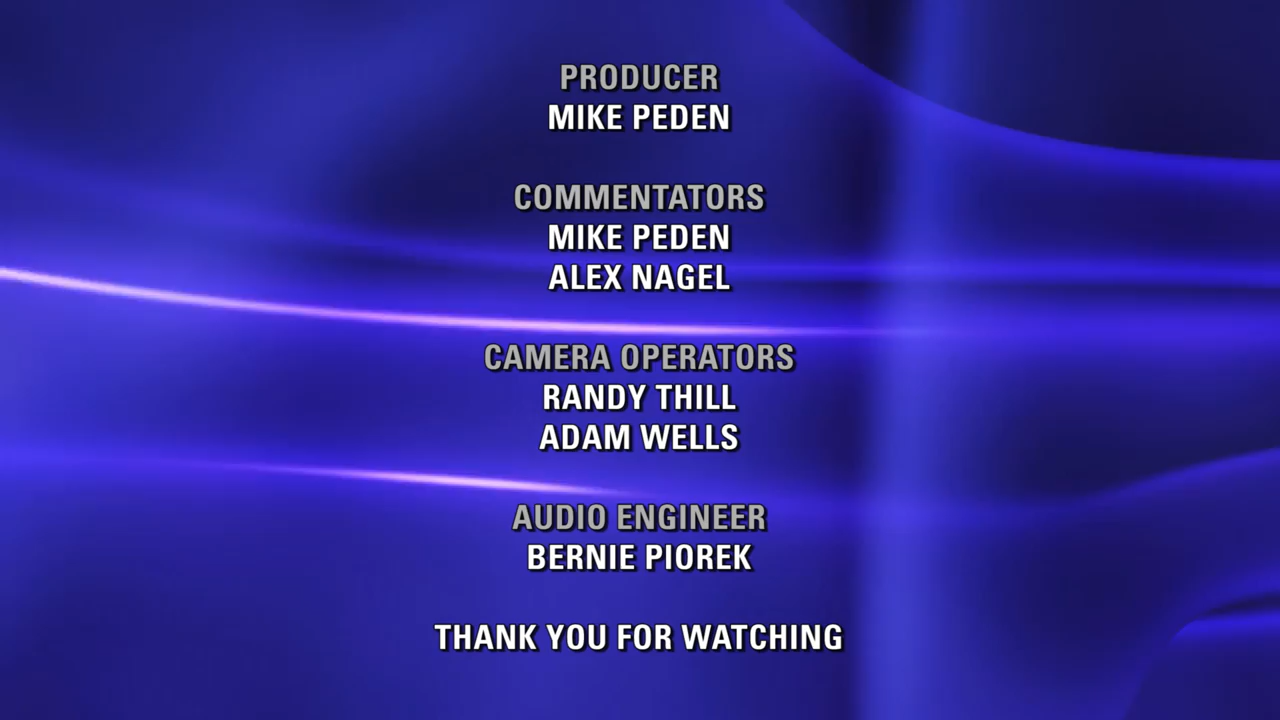 PRODUCER
MIKE PEDEN
COMMENTATORS
MIKE PEDEN
ALEX NAGEL
CAMERA OPERATORS
RANDY THILL
ADAM WELLS
AUDIO ENGINEER
BERNIE PIOREK
THANK YOU FOR WATCHING